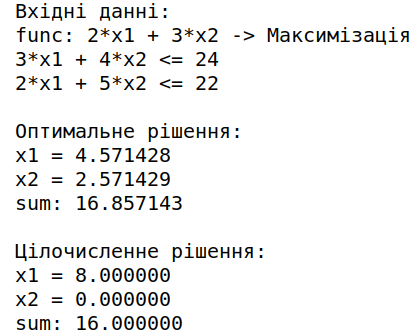 Вхідні данні:
func: 2*x1 + 3*x2 -> Максимізація
3*x1 + 4*x2 <= 24
2*x1 + 5*x2 <= 22
Оптимальне рішення:
x1 = 4.571428
x2 = 2.571429
sum: 16.857143
Цілочисленне рішення:
x1 = 8.000000
x2 = 0.000000
sum: 16.000000